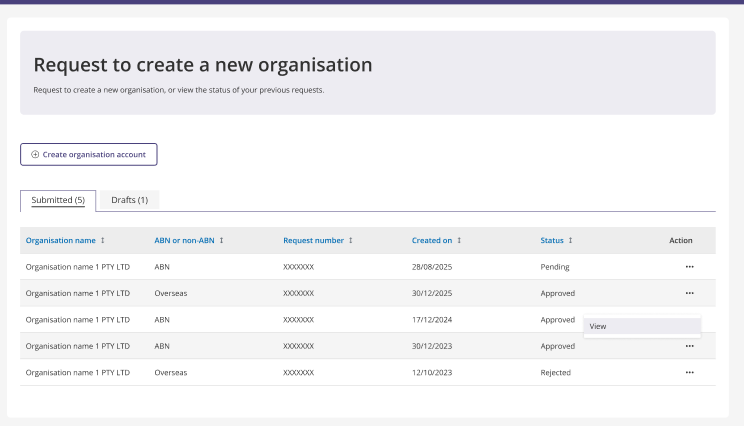 Request to create a new organisation
Request to create a new organisation, or view the status of your previous requests.
Create organisation account
Submitted (5) Drafts (1)
Organisation name ABN or non-ABN Request number Created on Status Action
Organisation name 1 PTY LTD ABN XXXXXXX 28/08/2025 Pending
Organisation name 1 PTY LTD Overseas XXXXXXX 30/12/2025 Approved
Organisation name 1 PTY LTD ABN XXXXXXX 17/12/2024 Approved
View
Organisation name 1 PTY LTD ABN XXXXXXX 30/12/2023 Approved
Organisation name 1 PTY LTD Overseas XXXXXXX 12/10/2023 Rejected